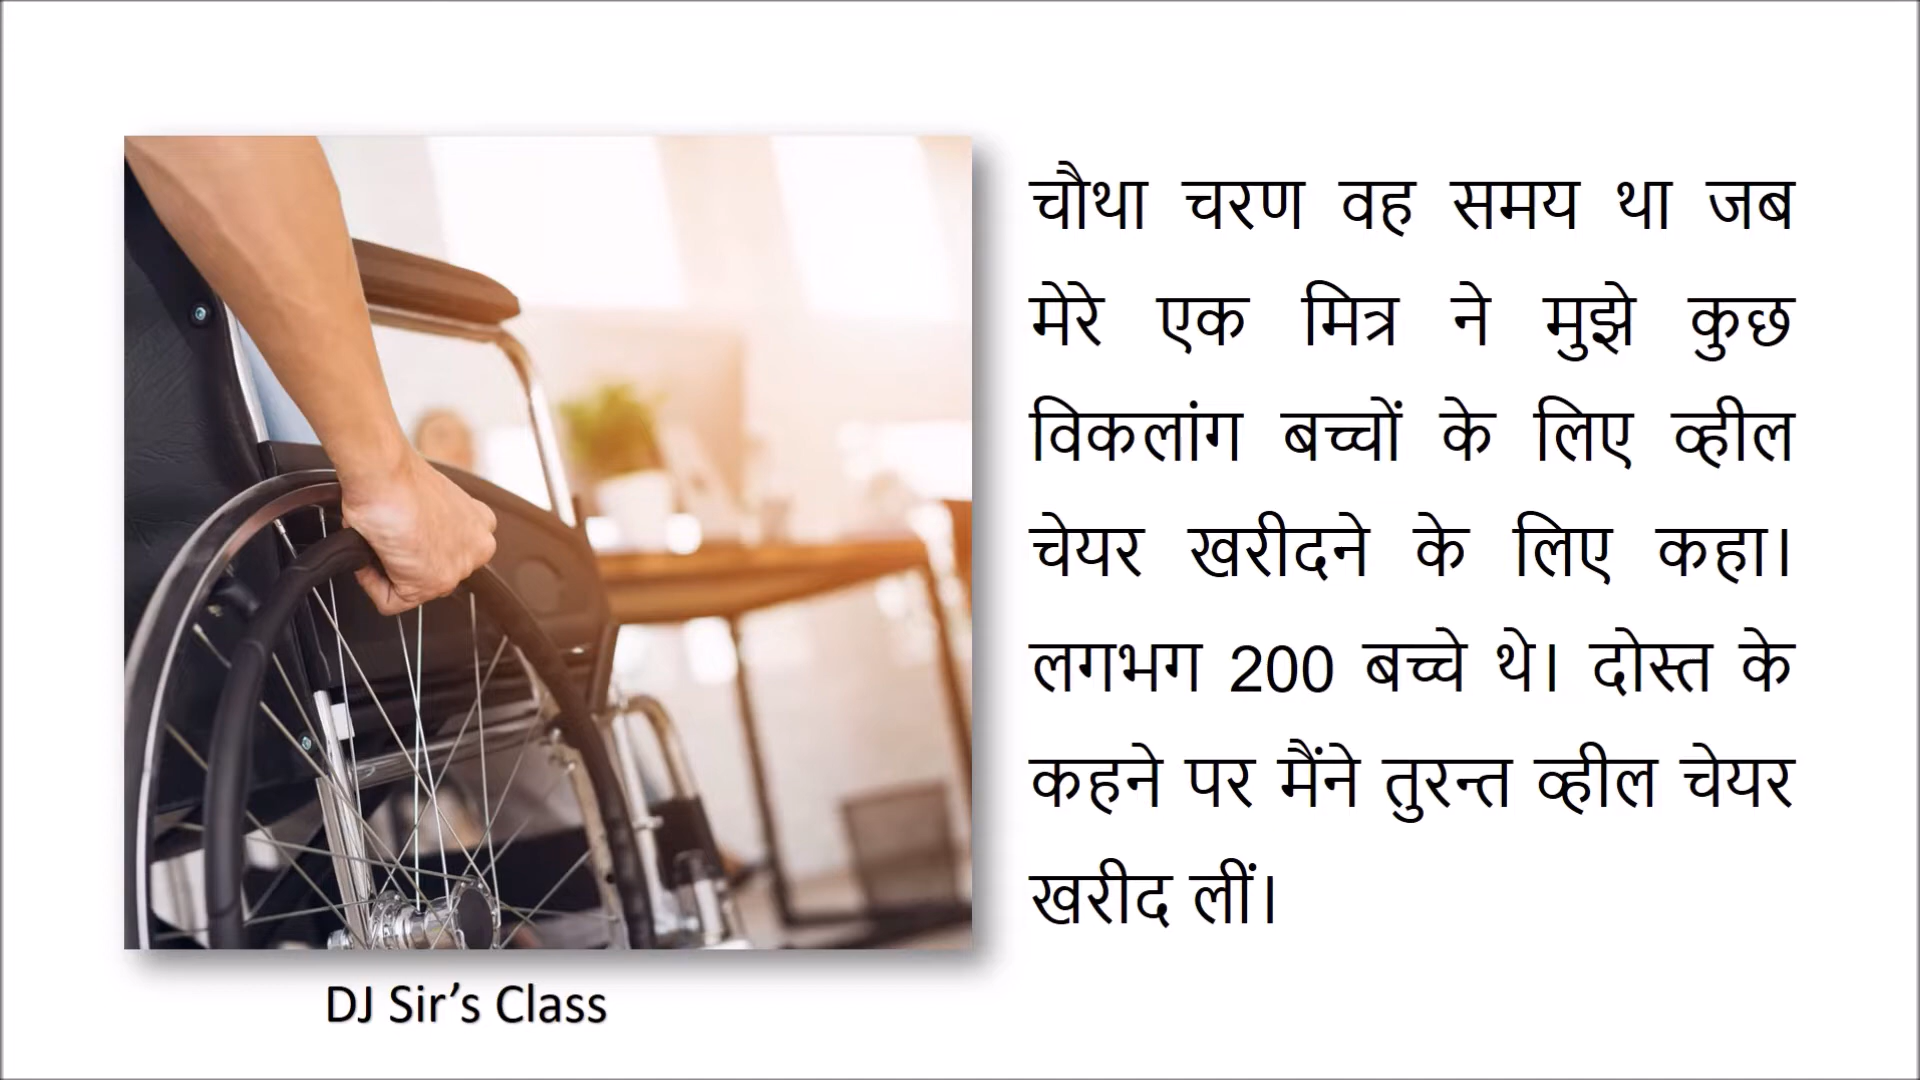 चौथा चरण वह समय था जब
मेरे एक मित्र ने मुझे कुछ
विकलांग बच्चों के लिए व्हील
चेयर खरीदने के लिए कहा।
लगभग 200 बच्चे थे। दोस्त के
कहने पर मैंने तुरन्त व्हील चेयर
खरीद लीं।
DJ Sir’s Class